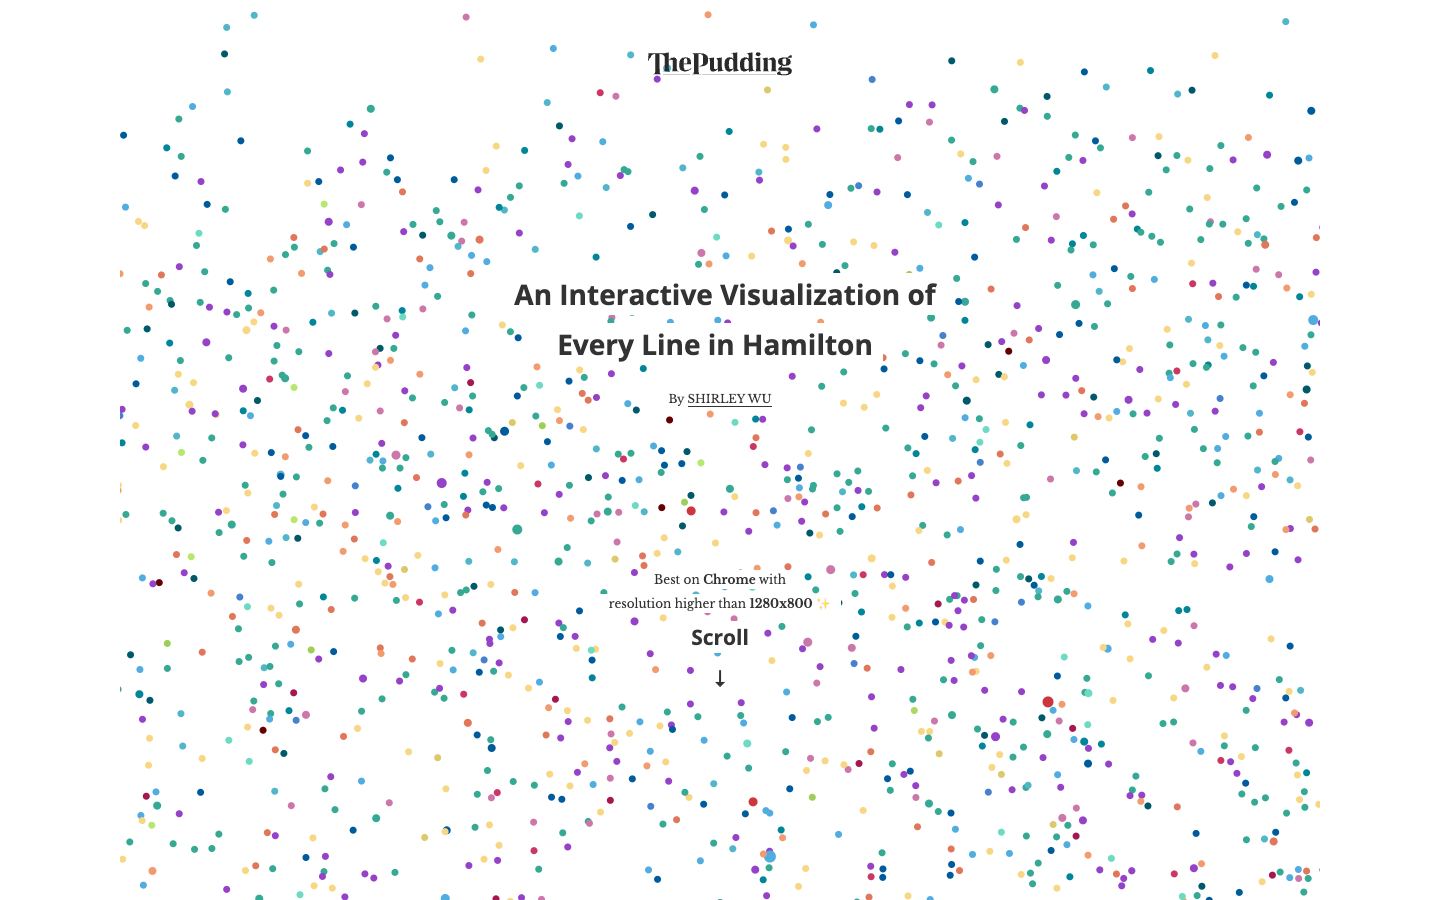 ThePudding
An Interactive Visualization of
Every Line in Hamilton
By SHIRLEY WU
Best on Chrome with
resolution higher than 1280x800 ✨
Scroll
↓